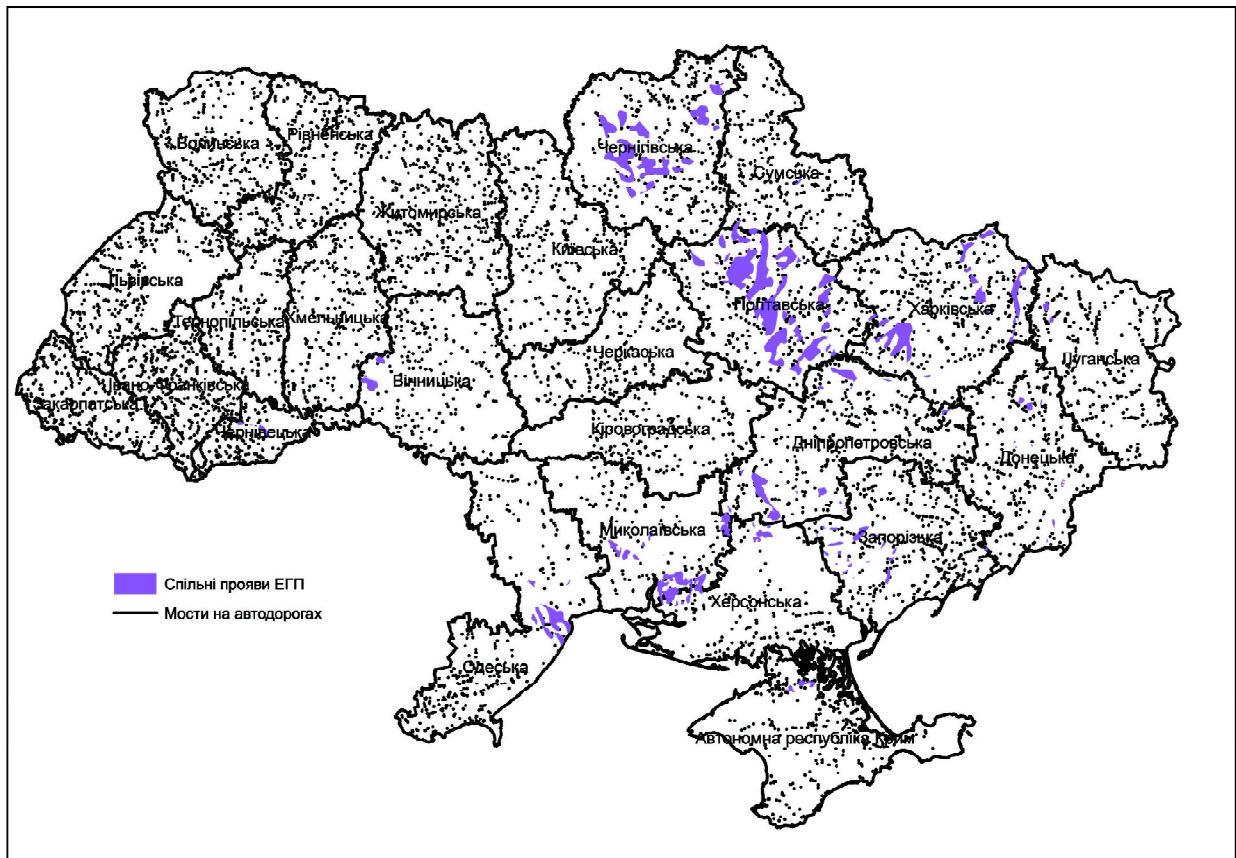 Волинська
Рівненська
Чернігівська
Сумська
Житомирська
Київська
Львівська
Тернопільська
Хмельницька
Полтавська
Харківська
Луганська
Черкаська
Вінницька
Івано-Франківська
Закарпатська
Чернівецька
Кіровоградська
Дніпропетровська
Донецька
Миколаївська
Запорізька
Херсонська
Спільні прояви ЕГП
Мости на автодорогах
Одеська
Автономна республіка Крим